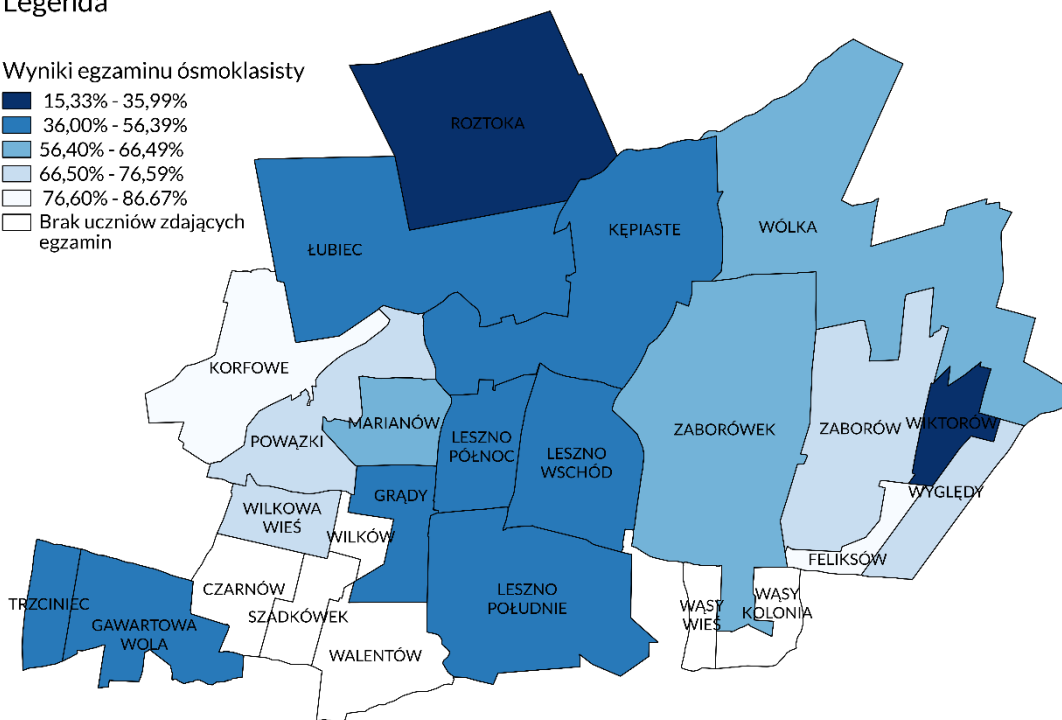 Legenda
Wyniki egzaminu ósmoklasisty
15,33% - 35,99%
36,00% - 56,39%
56,40% - 66,49%
66,50% - 76,59%
76,60% - 86.67%
Brak uczniów zdających
egzamin
ROZTOKA
ŁUBIEC
KĘPIASTE
WÓLKA
KORFOWE
POWĄZKI
MARIANÓW
LESZNO
PÓŁNOC
LESZNO
WSCHÓD
ZABORÓWEK
ZABORÓW
WIKTORÓW
WYGLĘDY
GRĄDY
WILKOWA
WIEŚ
WILKÓW
FELIKSÓW
CZARNÓW
SZADKÓWEK
LESZNO
POŁUDNIE
WĄSY
WIEŚ
WĄSY
KOLONIA
TRZCINIEC
GAWARTOWA
WOLA
WALENTÓW